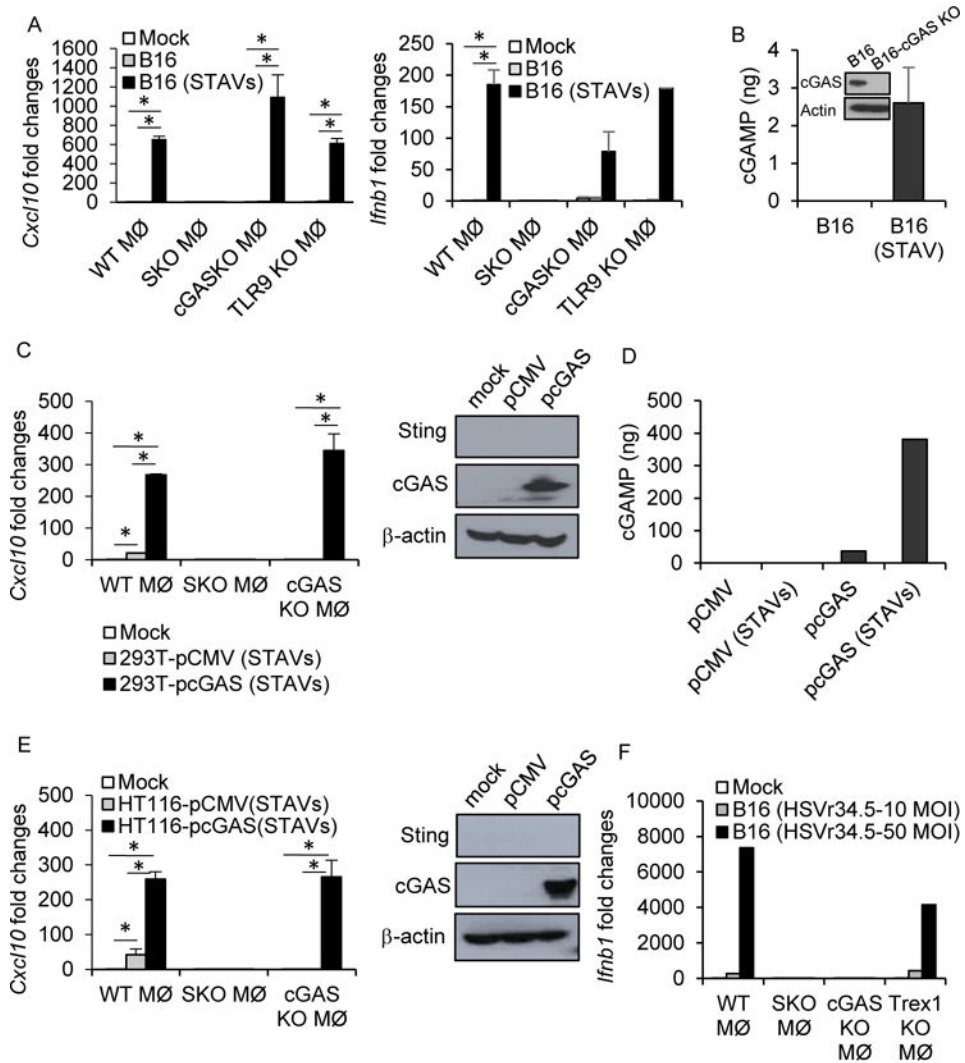 A
Cxcl10 fold changes
1600
1400
1200
1000
800
600
400
200
0
Mock
B16
B16 (STAVs)
* * * * * *
WT MØ
SKO MØ
cGASKO MØ
TLR9 KO MØ
Ifnb1 fold changes
200
150
100
50
0
Mock
B16
B16 (STAVs)
* *
WT MØ
SKO MØ
cGASKO MØ
TLR9 KO MØ
B
cGAMP (ng)
4
3
2
1
0
B16
B16-cGAS KO
cGAS
Actin
B16
B16 (STAV)
C
Cxcl10 fold changes
400
300
200
100
0
* * * * *
WT MØ
SKO MØ
cGAS KO MØ
Mock
293T-pCMV (STAVs)
293T-pcGAS (STAVs)
mock
pCMV
pcGAS
Sting
cGAS
β-actin
D
cGAMP (ng)
500
400
300
200
100
0
pCMV
pCMV (STAVs)
pcGAS
pcGAS (STAVs)
E
Cxcl10 fold changes
300
200
100
0
Mock
HT116-pCMV(STAVs)
HT116-pcGAS(STAVs)
* * * * *
WT MØ
SKO MØ
cGAS KO MØ
mock
pCMV
pcGAS
Sting
cGAS
β-actin
F
Ifnb1 fold changes
10000
8000
6000
4000
2000
0
Mock
B16 (HSVr34.5-10 MOI)
B16 (HSVr34.5-50 MOI)
WT MØ
SKO MØ
cGAS KO MØ
Trex1 KO MØ